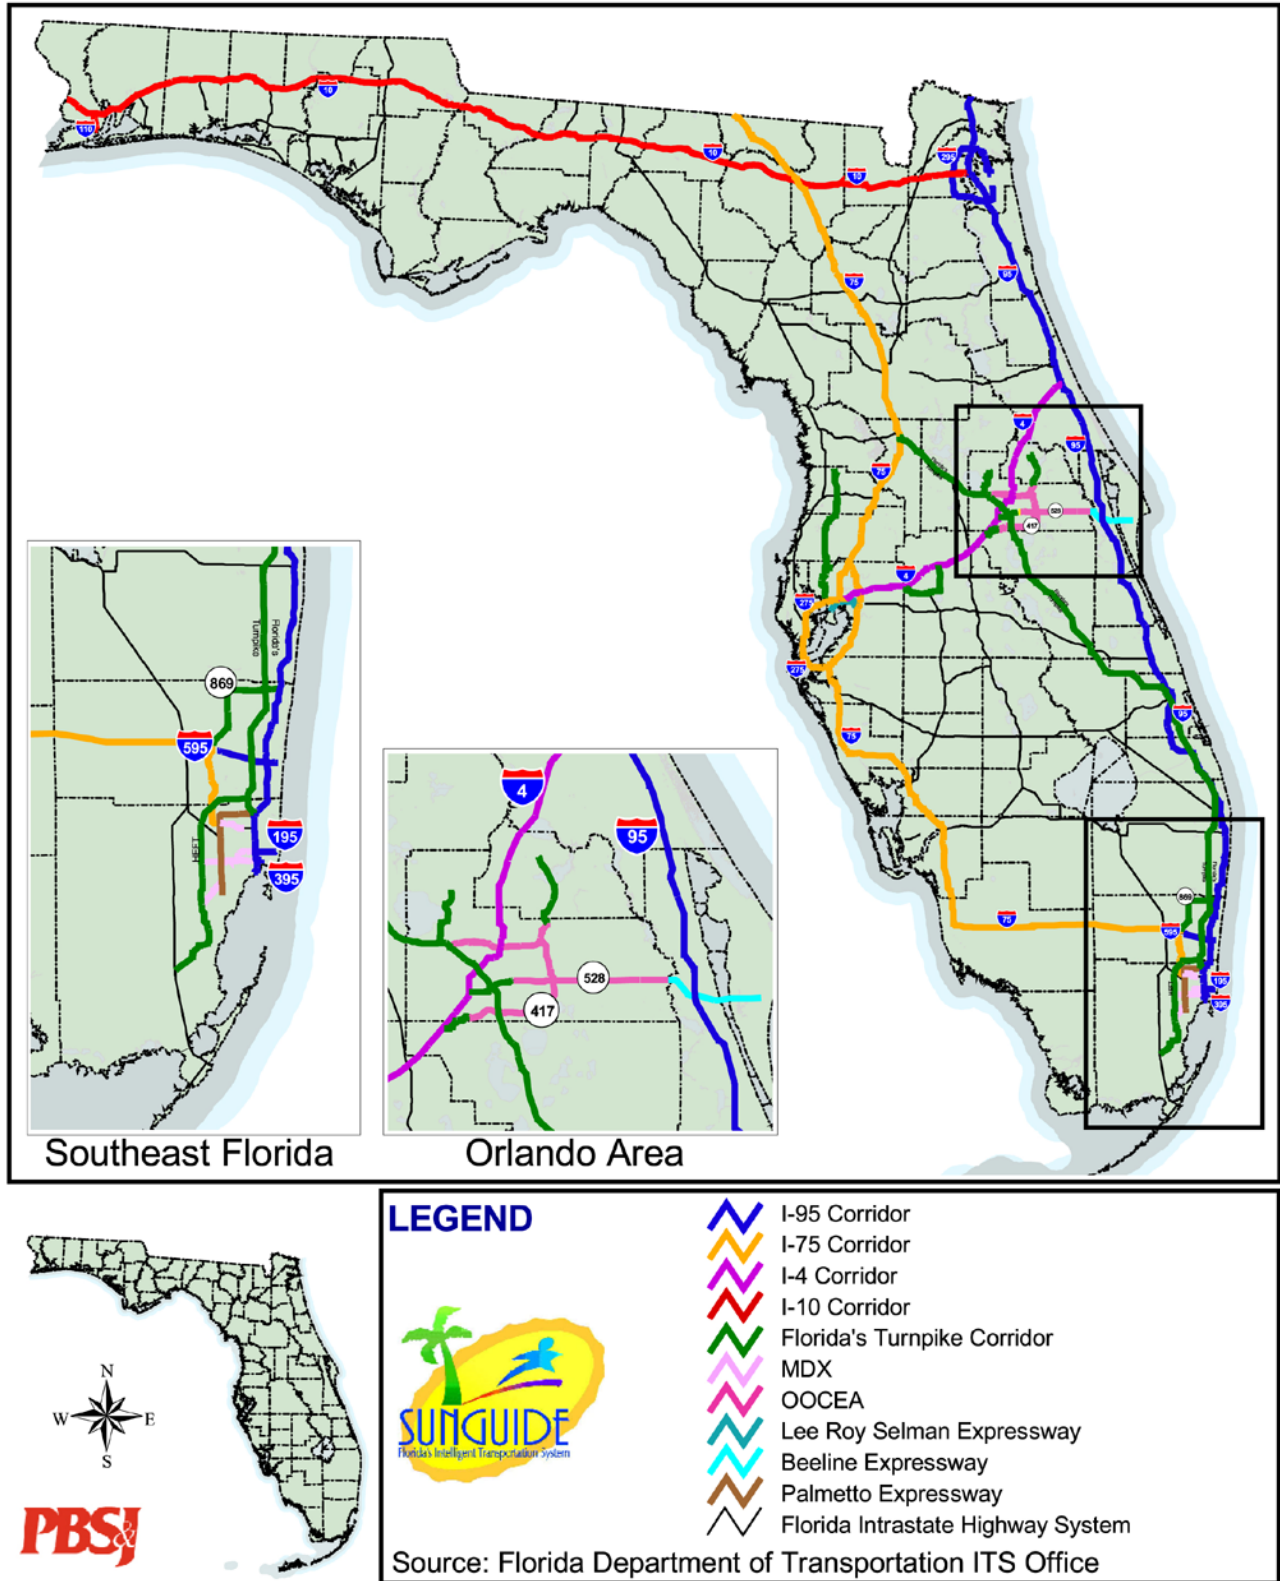 10
110
10
10
295
95
75
4
95
75
528
417
4
275
275
95
75
75
869
595
195
395
Florida's
Turnpike
869
595
HEFT
195
395
Southeast Florida
4
95
528
417
Orlando Area
N
W E
S
PBS&J
LEGEND
SUNGUIDE
Florida's Intelligent Transportation System
I-95 Corridor
I-75 Corridor
I-4 Corridor
I-10 Corridor
Florida's Turnpike Corridor
MDX
OOCEA
Lee Roy Selman Expressway
Beeline Expressway
Palmetto Expressway
Florida Intrastate Highway System
Source: Florida Department of Transportation ITS Office